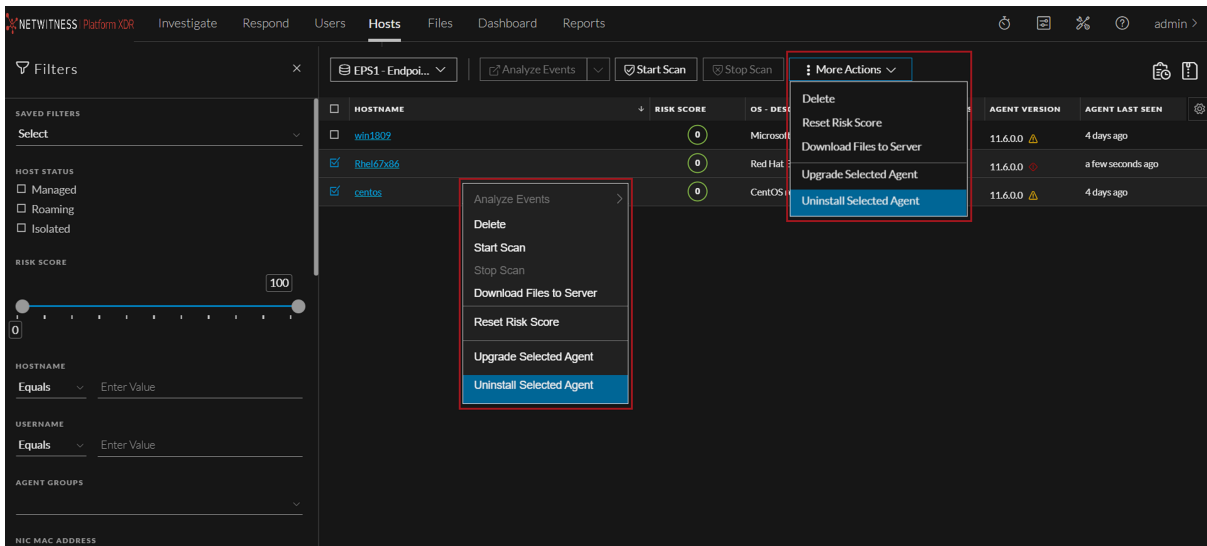 NETWITNESS | Platform XDR Investigate Respond Users Hosts Files Dashboard Reports admin >
Filters ×
EPS1 - Endpoi... Analyze Events Start Scan Stop Scan More Actions
HOSTNAME RISK SCORE OS - DES AGENT VERSION AGENT LAST SEEN
win1809 0 Microsoft 11.6.0.0 4 days ago
Rhel67x86 0 Red Hat 11.6.0.0 a few seconds ago
centos 0 CentOS 11.6.0.0 4 days ago
Delete
Reset Risk Score
Download Files to Server
Upgrade Selected Agent
Uninstall Selected Agent
Analyze Events
Delete
Start Scan
Stop Scan
Download Files to Server
Reset Risk Score
Upgrade Selected Agent
Uninstall Selected Agent
SAVED FILTERS
Select
HOST STATUS
Managed
Roaming
Isolated
RISK SCORE
100
0
HOSTNAME
Equals Enter Value
USERNAME
Equals Enter Value
AGENT GROUPS
NIC MAC ADDRESS